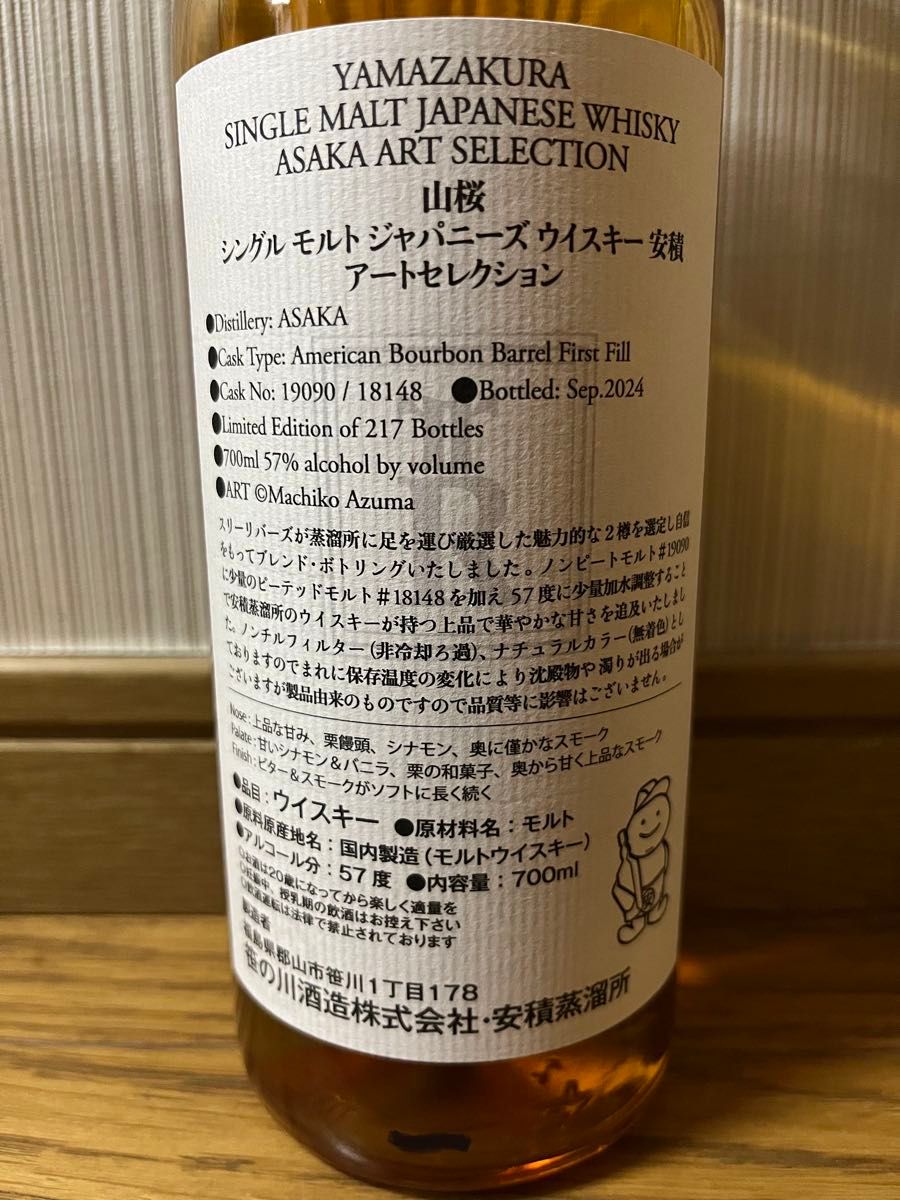 YAMAZAKURA
SINGLE MALT JAPANESE WHISKY
ASAKA ART SELECTION
山桜
シングル モルト ジャパニーズ ウイスキー 安積
アートセレクション
●Distillery: ASAKA
●Cask Type: American Bourbon Barrel First Fill
●Cask No: 19090 / 18148 ●Bottled: Sep.2024
●Limited Edition of 217 Bottles
●700ml 57% alcohol by volume
●ART ©Machiko Azuma
スリーリバーズが蒸溜所に足を運び厳選した魅力的な2樽を選定し自信
をもってブレンド・ボトリングいたしました。ノンピートモルト#19090
に少量のピーテッドモルト#18148を加え 57度に少量加水調整すること
で安積蒸溜所のウイスキーが持つ上品で華やかな甘さを追及いたしまし
た。ノンチルフィルター(非冷却ろ過)、ナチュラルカラー(無着色)とし
ておりますのでまれに保存温度の変化により沈殿物や濁りが出る場合が
ございますが製品由来のものですので品質等に影響はございません。
Nose:上品な甘み、栗饅頭、シナモン、奥に僅かなスモーク
Palate:甘いシナモン&バニラ、栗の和菓子、奥から甘く上品なスモーク
Finish:ビター&スモークがソフトに長く続く
●品目:ウイスキー ●原材料名:モルト
●原料原産地名:国内製造(モルトウイスキー)
●アルコール分:57度 ●内容量:700ml
○お酒は20歳になってから楽しく適量を
○妊娠中、授乳期の飲酒はお控え下さい
○飲酒運転は法律で禁止されております
製造者
福島県郡山市笹川1丁目178
笹の川酒造株式会社・安積蒸溜所